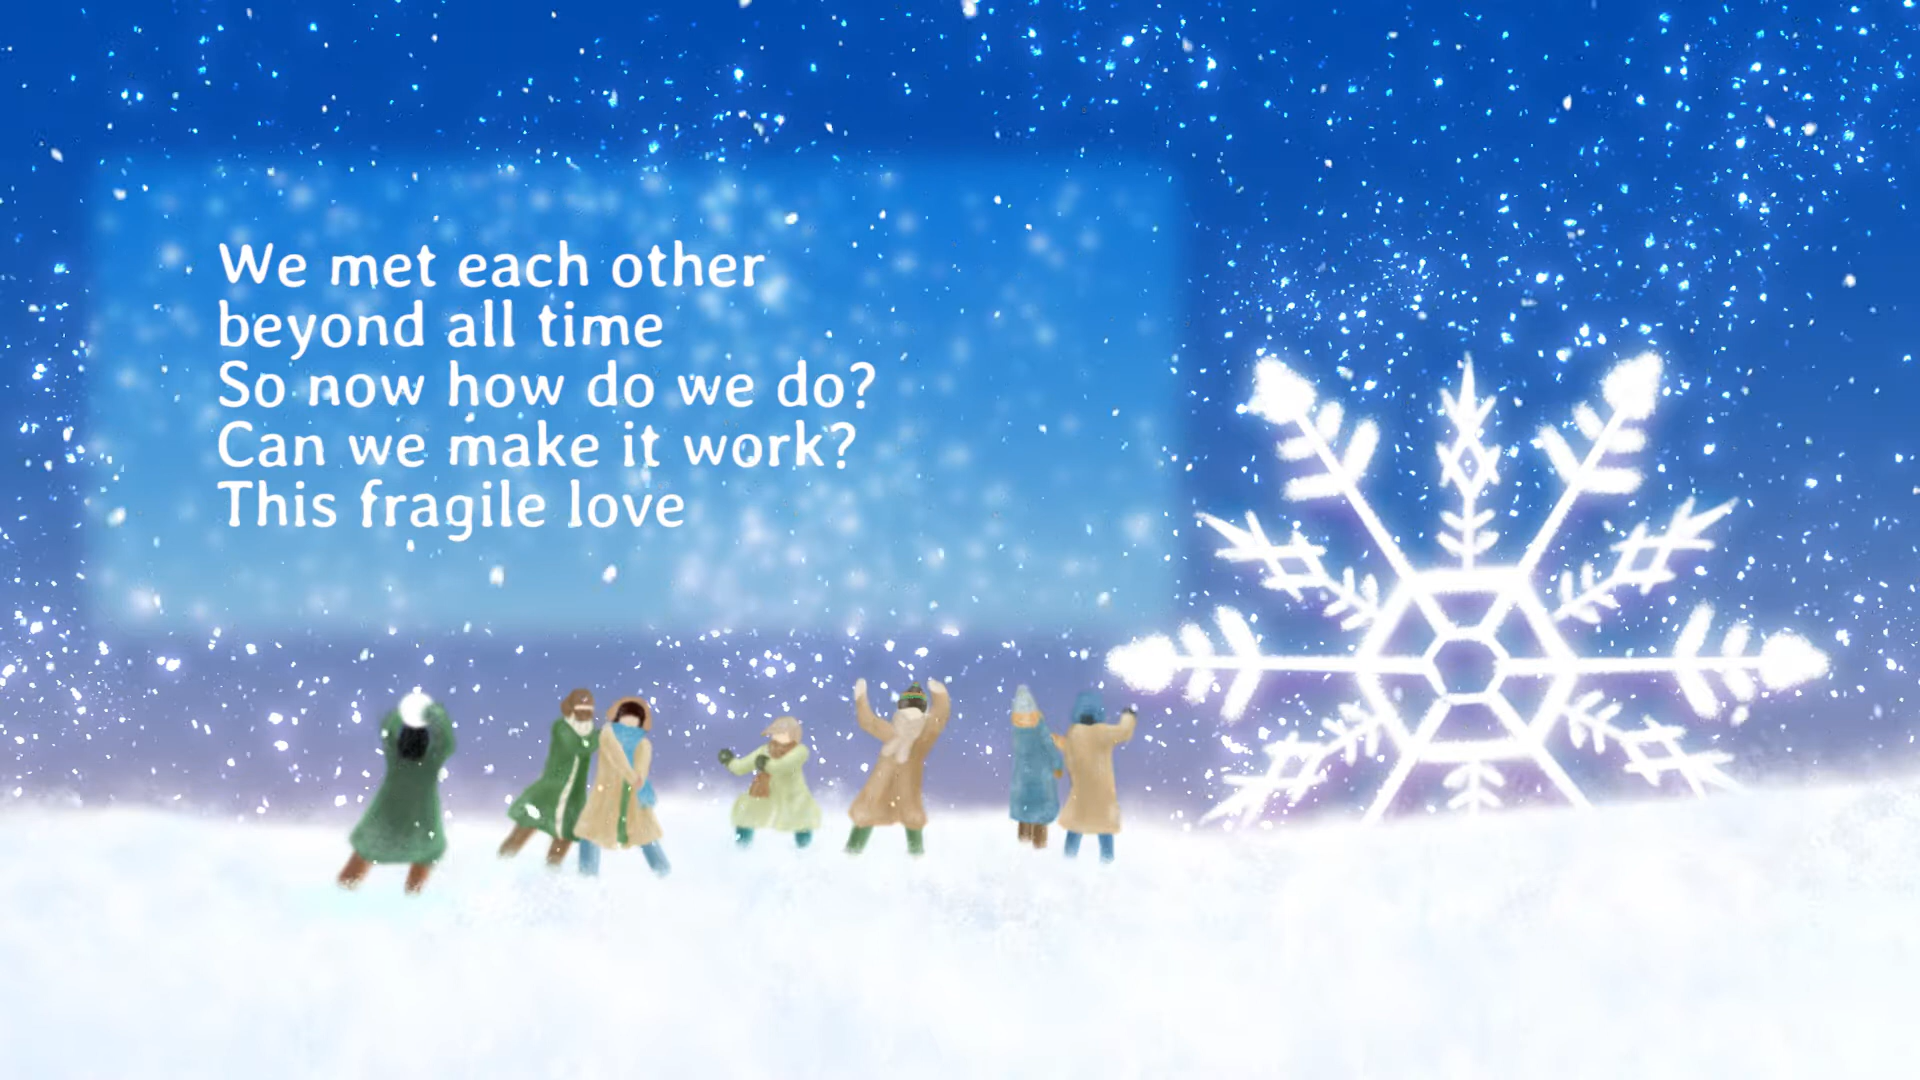 We met each other
beyond all time
So now how do we do?
Can we make it work?
This fragile love